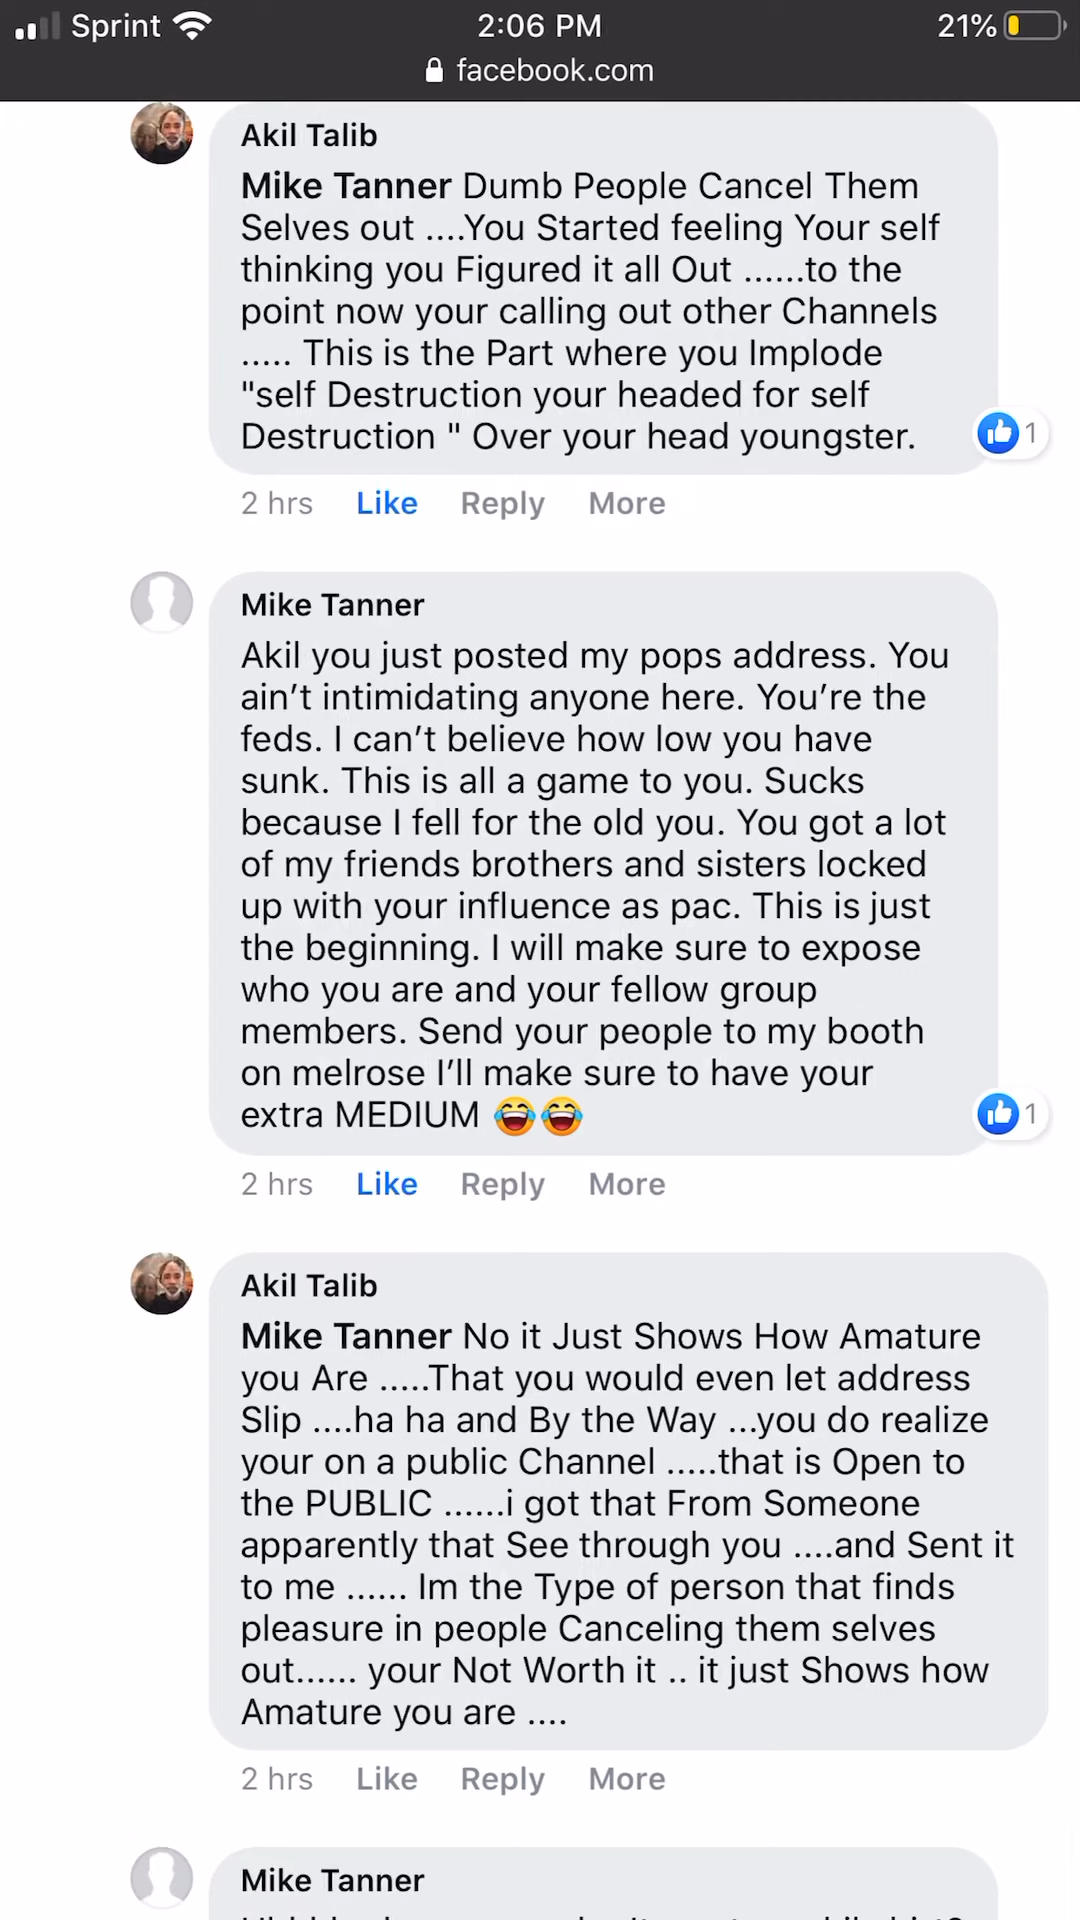 Sprint 2:06 PM 21%
facebook.com
Akil Talib
Mike Tanner Dumb People Cancel Them
Selves out ....You Started feeling Your self
thinking you Figured it all Out ......to the
point now your calling out other Channels
..... This is the Part where you Implode
"self Destruction your headed for self
Destruction " Over your head youngster.
1
2 hrs Like Reply More
Mike Tanner
Akil you just posted my pops address. You
ain’t intimidating anyone here. You’re the
feds. I can’t believe how low you have
sunk. This is all a game to you. Sucks
because I fell for the old you. You got a lot
of my friends brothers and sisters locked
up with your influence as pac. This is just
the beginning. I will make sure to expose
who you are and your fellow group
members. Send your people to my booth
on melrose I’ll make sure to have your
extra MEDIUM 😂😂
1
2 hrs Like Reply More
Akil Talib
Mike Tanner No it Just Shows How Amature
you Are .....That you would even let address
Slip ....ha ha and By the Way ...you do realize
your on a public Channel .....that is Open to
the PUBLIC ......i got that From Someone
apparently that See through you ....and Sent it
to me ...... Im the Type of person that finds
pleasure in people Canceling them selves
out...... your Not Worth it .. it just Shows how
Amature you are ....
2 hrs Like Reply More
Mike Tanner